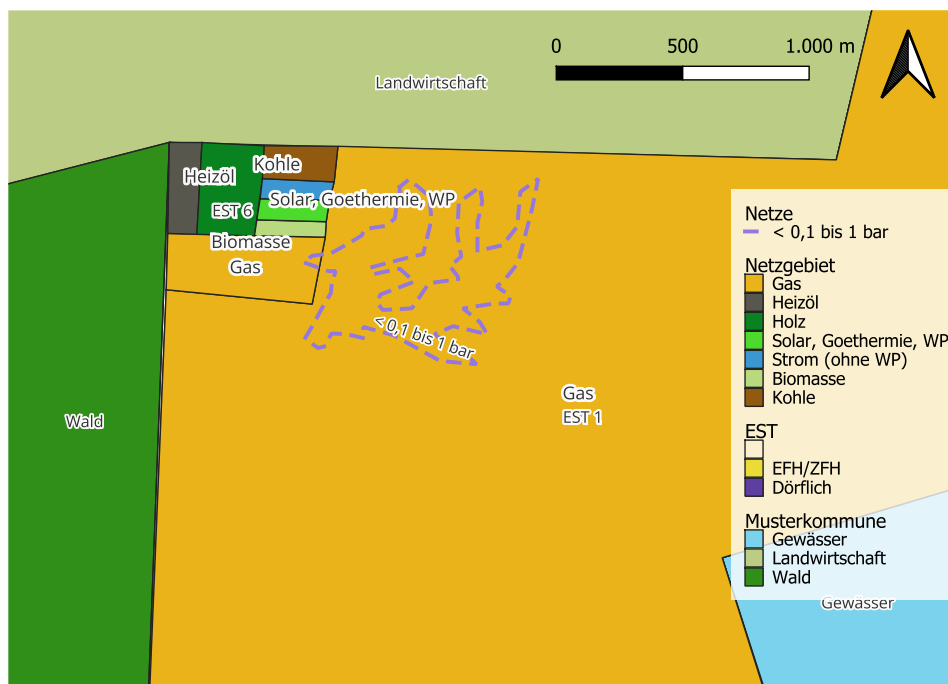 0 500 1.000 m
Landwirtschaft
Kohle
Heizöl
Solar, Goethermie, WP
EST 6
Biomasse
Gas
< 0,1 bis 1 bar
Gas
EST 1
Wald
Netze
< 0,1 bis 1 bar
Netzgebiet
Gas
Heizöl
Holz
Solar, Goethermie, WP
Strom (ohne WP)
Biomasse
Kohle
EST
EFH/ZFH
Dörflich
Musterkommune
Gewässer
Landwirtschaft
Wald
Gewässer